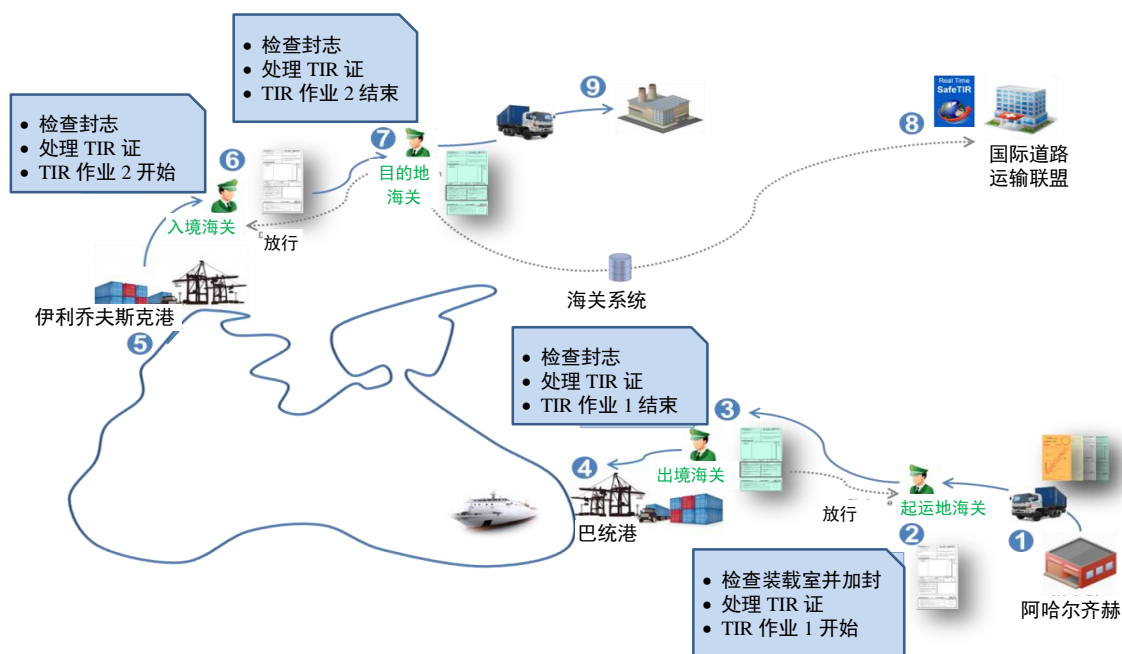 • 检查封志
• 处理 TIR 证
• TIR 作业 2 结束
9
Real Time
SafeTIR
8
国际道路
运输联盟
• 检查封志
• 处理 TIR 证
• TIR 作业 2 开始
6
7
目的地
海关
入境海关
放行
海关系统
伊利乔夫斯克港
5
• 检查封志
• 处理 TIR 证
• TIR 作业 1 结束
3
4
出境海关
巴统港
放行
起运地海关
2
1
阿哈尔齐赫
• 检查装载室并加封
• 处理 TIR 证
• TIR 作业 1 开始